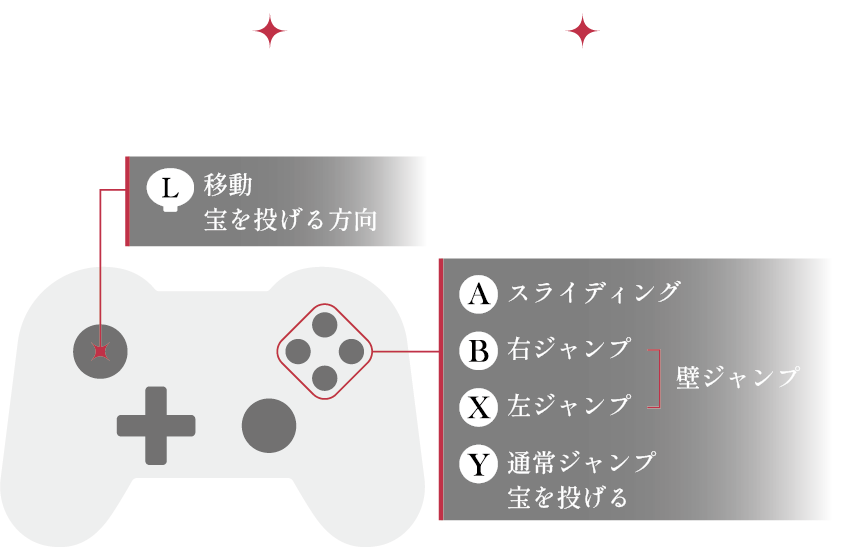 L 移動
宝を投げる方向
A スライディング
B 右ジャンプ
壁ジャンプ
X 左ジャンプ
Y 通常ジャンプ
宝を投げる